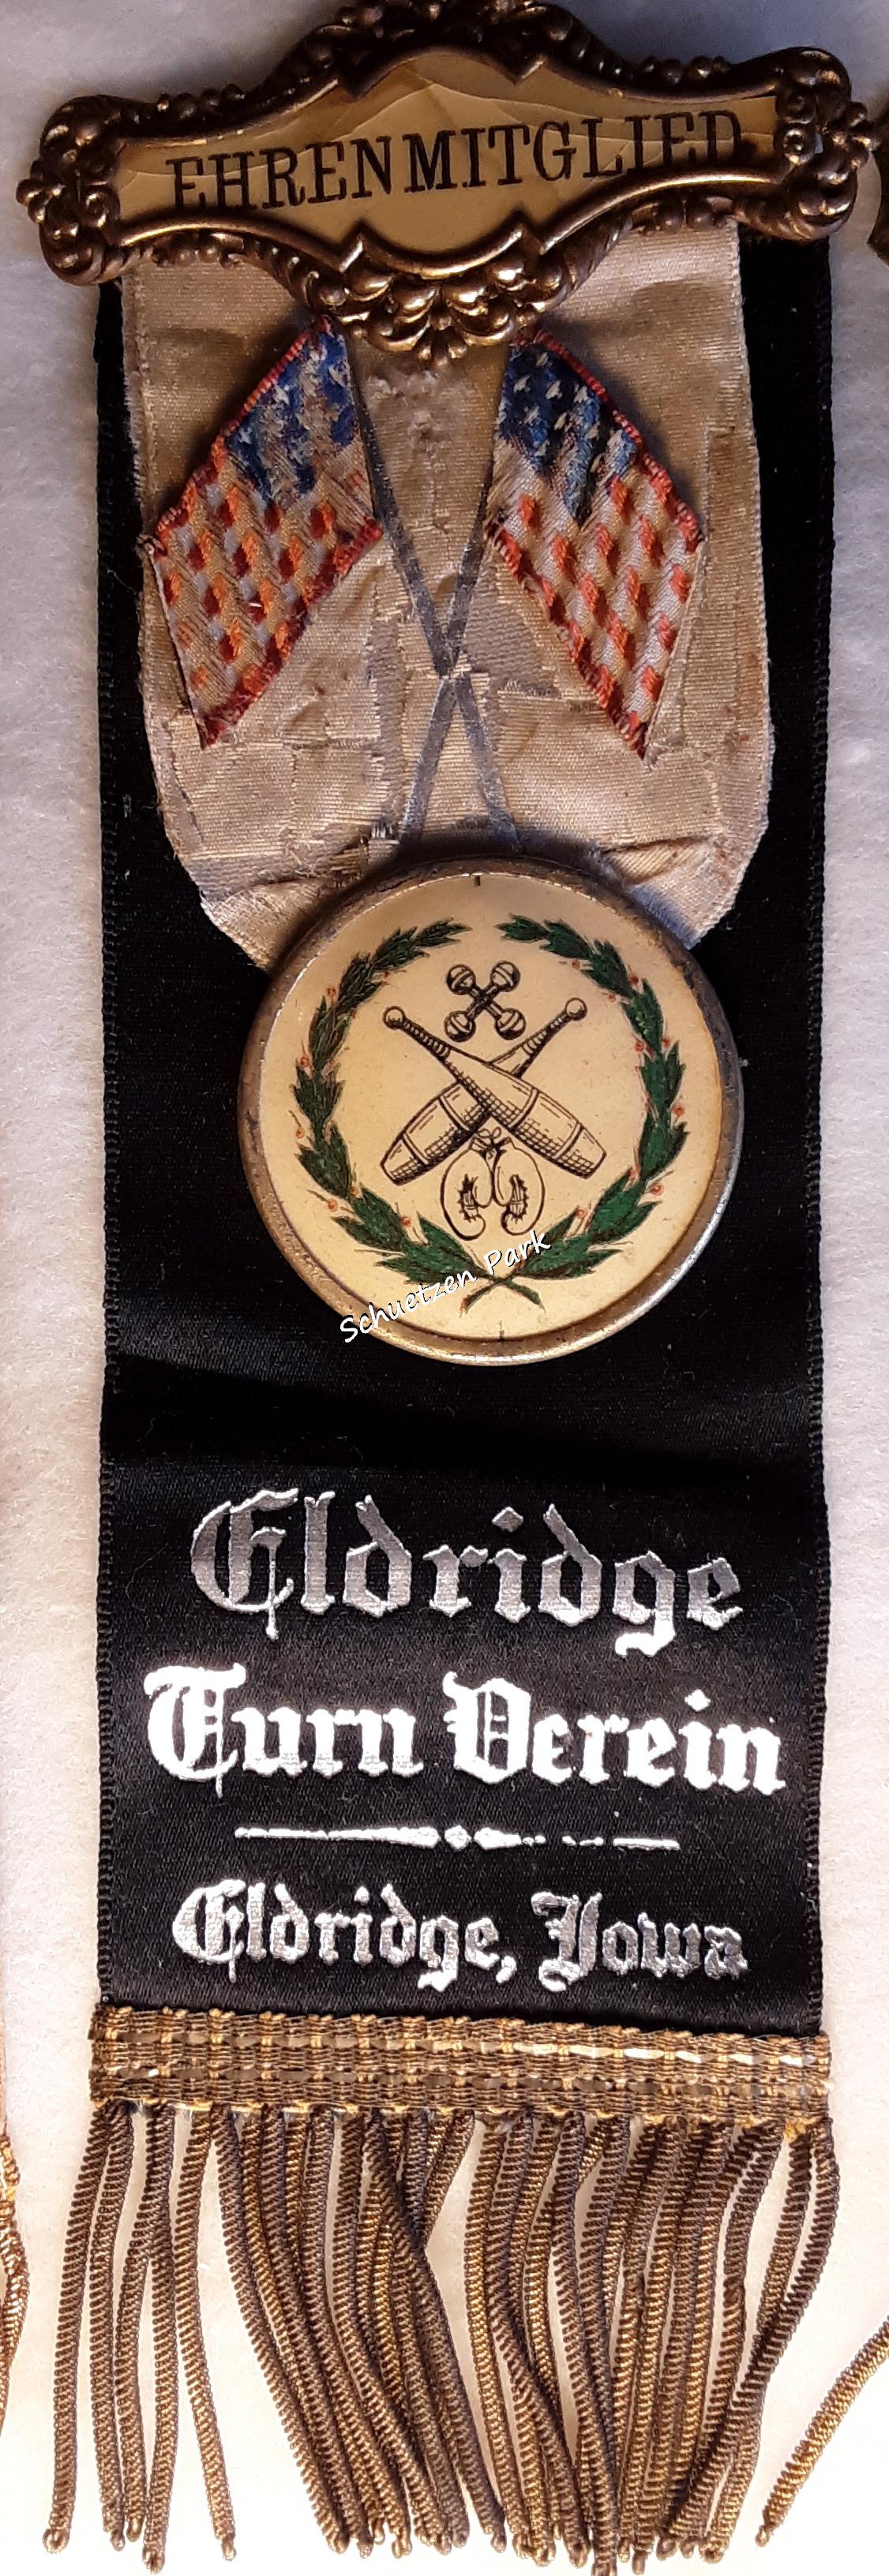 EHRENMITGLIED
Schuetzen Park
Eldridge
Turn Verein
Eldridge, Iowa